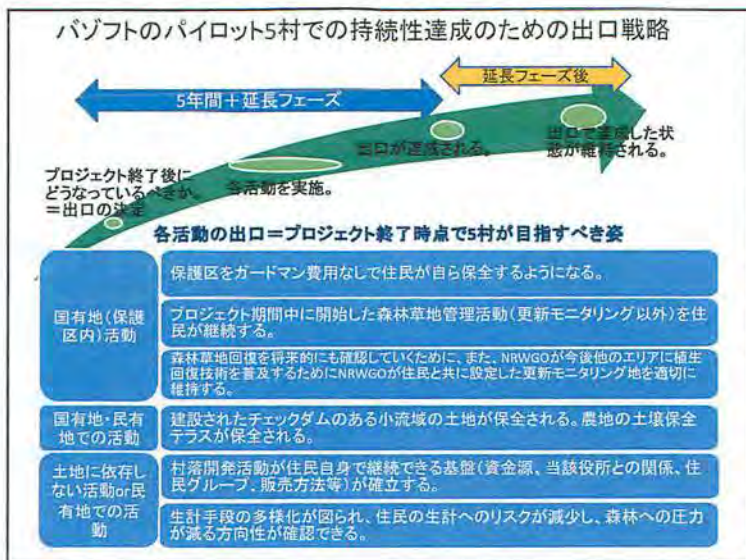 バゾフトのパイロット5村での持続性達成のための出口戦略
延長フェーズ後
5年間+延長フェーズ
出口で達成した状
態が維持される。
出口が達成される。
プロジェクト終了後に
どうなっているべきか。
=出口の決定
各活動を実施。
各活動の出口=プロジェクト終了時点で5村が目指すべき姿
国有地(保護
区内)活動
保護区をガードマン費用なしで住民が自ら保全するようになる。
プロジェクト期間中に開始した森林草地管理活動(更新モニタリング以外)を住
民が継続する。
森林草地回復を将来的にも確認していくために、また、NRWGOが今後他のエリアに植生
回復技術を普及するためにNRWGOが住民と共に設定した更新モニタリング地を適切に
維持する。
国有地・民有
地での活動
建設されたチェックダムのある小流域の土地が保全される。農地の土壌保全
テラスが保全される。
土地に依存し
ない活動or民
有地での活
動
村落開発活動が住民自身で継続できる基盤(資金源、当該役所との関係、住
民グループ、販売方法等)が確立する。
生計手段の多様化が図られ、住民の生計へのリスクが減少し、森林への圧力
が減る方向性が確認できる。